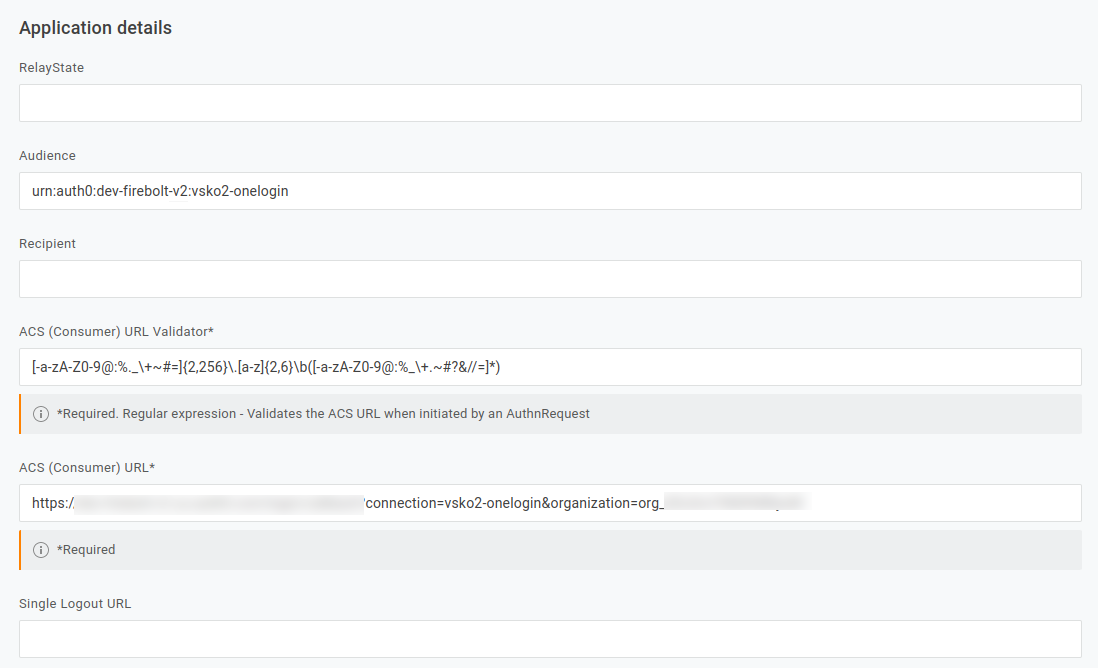 Application details
RelayState
Audience
urn:auth0:dev-firebolt-v2:vsko2-onelogin
Recipient
ACS (Consumer) URL Validator*
[-a-zA-Z0-9@:%._\+~#=]{2,256}\.[a-z]{2,6}\b([-a-zA-Z0-9@:%_\+.~#?&//=]*)
*Required. Regular expression - Validates the ACS URL when initiated by an AuthnRequest
ACS (Consumer) URL*
https:/ connection=vsko2-onelogin&organization=org_
*Required
Single Logout URL